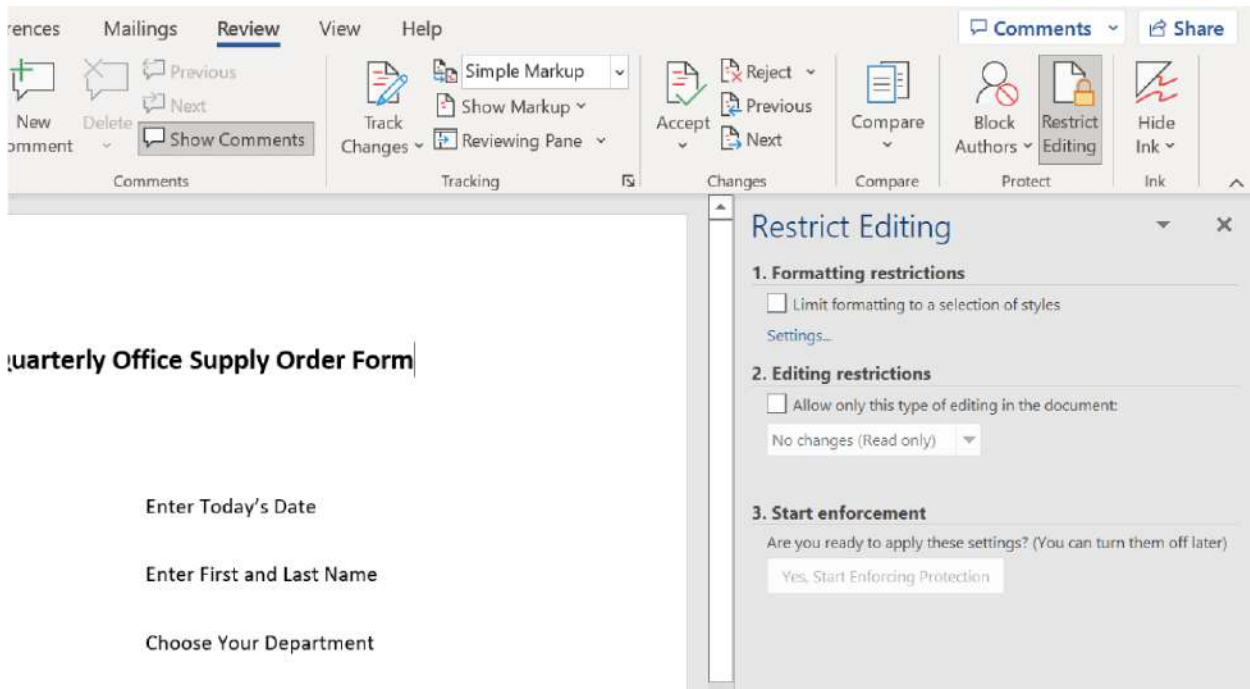 rences Mailings Review View Help Comments Share
New
omment
Delete
Previous
Next
Show Comments
Comments
Track
Changes
Simple Markup
Show Markup
Reviewing Pane
Tracking
Accept
Reject
Previous
Next
Changes
Compare
Compare
Block
Authors
Restrict
Editing
Protect
Hide
Ink
Ink
uarterly Office Supply Order Form
Enter Today's Date
Enter First and Last Name
Choose Your Department
Restrict Editing
1. Formatting restrictions
Limit formatting to a selection of styles
Settings...
2. Editing restrictions
Allow only this type of editing in the document:
No changes (Read only)
3. Start enforcement
Are you ready to apply these settings? (You can turn them off later)
Yes, Start Enforcing Protection